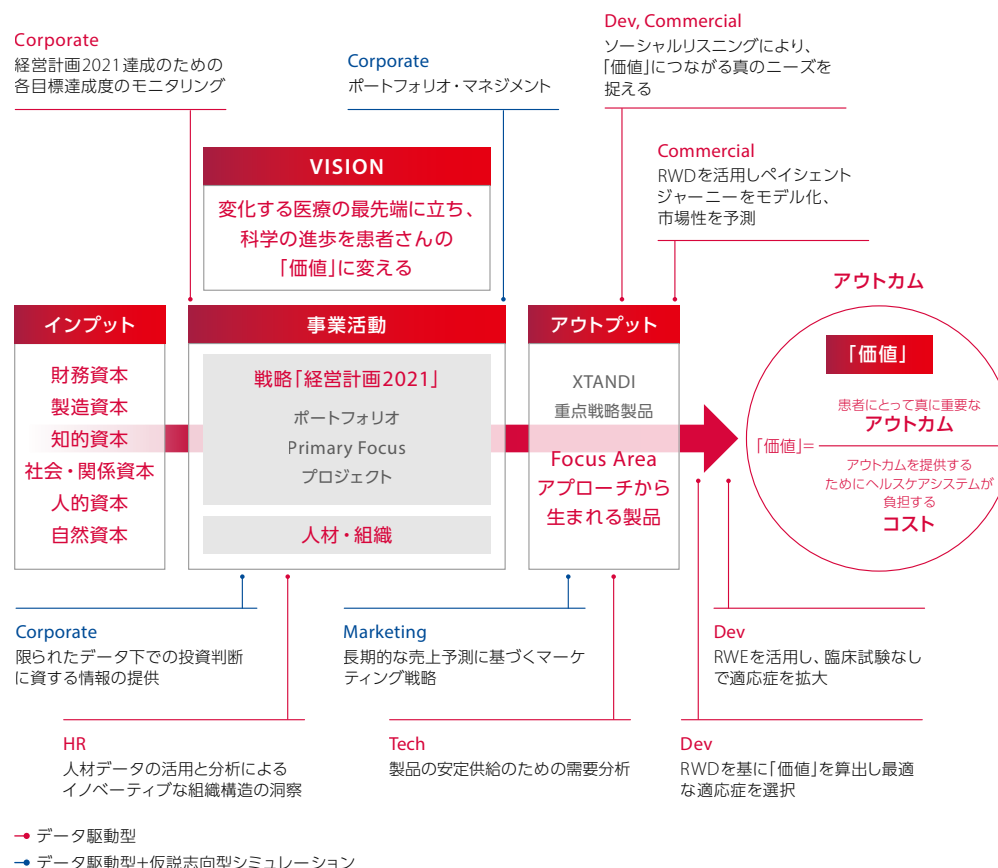 Corporate
経営計画2021達成のための
各目標達成度のモニタリング
Corporate
ポートフォリオ・マネジメント
Dev, Commercial
ソーシャルリスニングにより、
「価値」につながる真のニーズを
捉える
Commercial
RWDを活用しペイシェント
ジャーニーをモデル化、
市場性を予測
VISION
変化する医療の最先端に立ち、
科学の進歩を患者さんの
「価値」に変える
インプット
財務資本
製造資本
知的資本
社会・関係資本
人的資本
自然資本
事業活動
戦略「経営計画2021」
ポートフォリオ
Primary Focus
プロジェクト
人材・組織
アウトプット
XTANDI
重点戦略製品
Focus Area
アプローチから
生まれる製品
アウトカム
「価値」
「価値」=
患者にとって真に重要な
アウトカム
アウトカムを提供する
ためにヘルスケアシステムが
負担する
コスト
Corporate
限られたデータ下での投資判断
に資する情報の提供
Marketing
長期的な売上予測に基づくマーケ
ティング戦略
Dev
RWEを活用し、臨床試験なし
で適応症を拡大
HR
人材データの活用と分析による
イノベーティブな組織構造の洞察
Tech
製品の安定供給のための需要分析
Dev
RWDを基に「価値」を算出し最適
な適応症を選択
データ駆動型
データ駆動型+仮説志向型シミュレーション